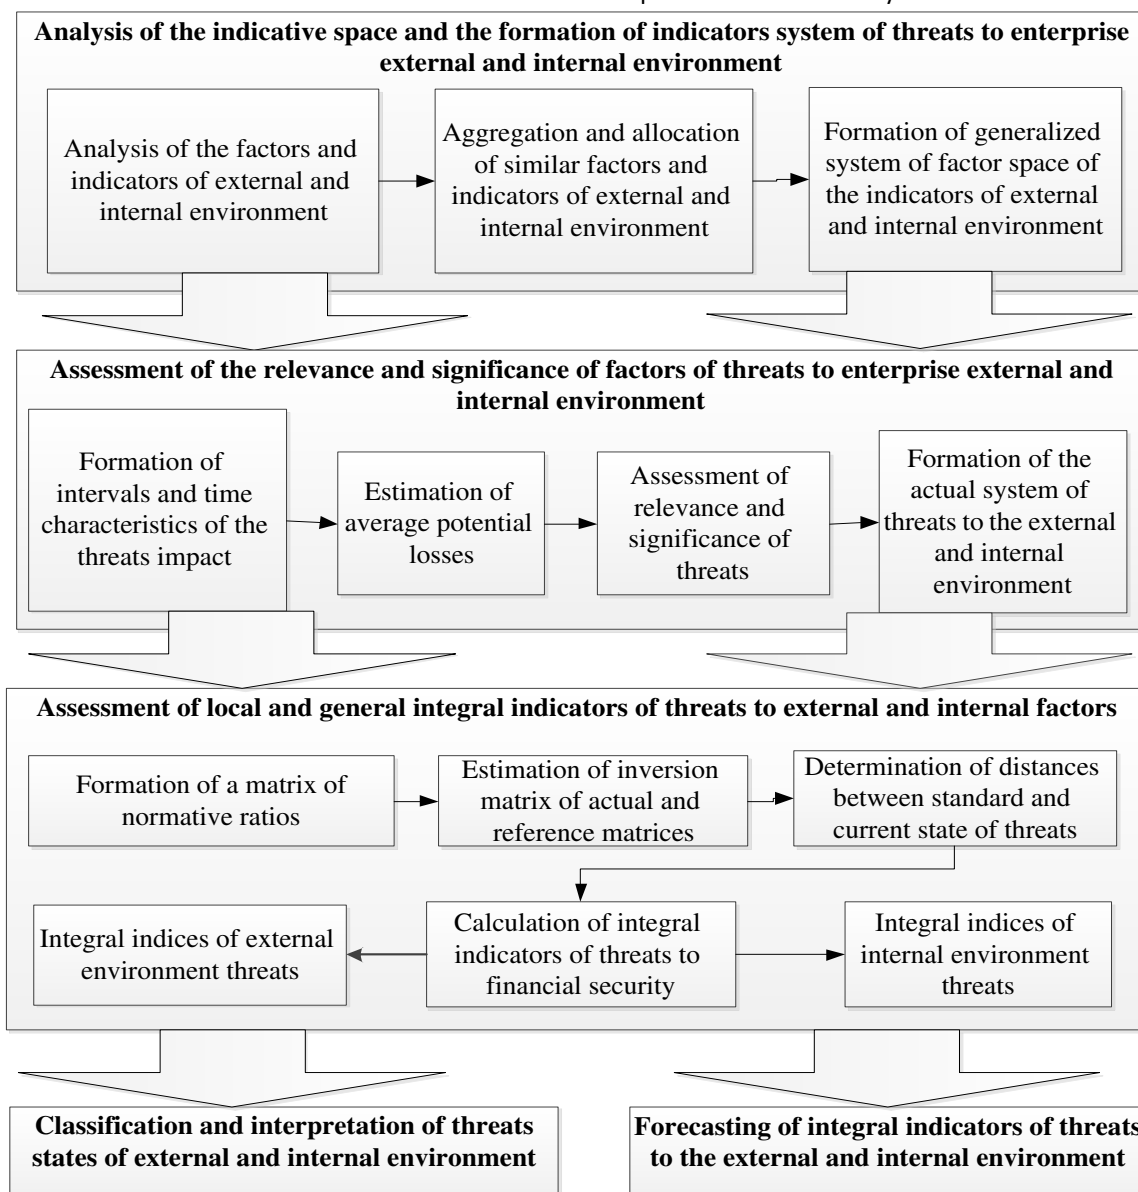 Analysis of the indicative space and the formation of indicators system of threats to enterprise
external and internal environment
Analysis of the factors and
indicators of external and
internal environment
Aggregation and allocation
of similar factors and
indicators of external and
internal environment
Formation of generalized
system of factor space of
the indicators of external
and internal environment
Assessment of the relevance and significance of factors of threats to enterprise external and
internal environment
Formation of
intervals and time
characteristics of the
threats impact
Estimation of
average potential
losses
Assessment of
relevance and
significance of
threats
Formation of the
actual system of
threats to the external
and internal
environment
Assessment of local and general integral indicators of threats to external and internal factors
Formation of a matrix of
normative ratios
Estimation of inversion
matrix of actual and
reference matrices
Determination of distances
between standard and
current state of threats
Integral indices of external
environment threats
Calculation of integral
indicators of threats to
financial security
Integral indices of
internal environment
threats
Classification and interpretation of threats
states of external and internal environment
Forecasting of integral indicators of threats
to the external and internal environment